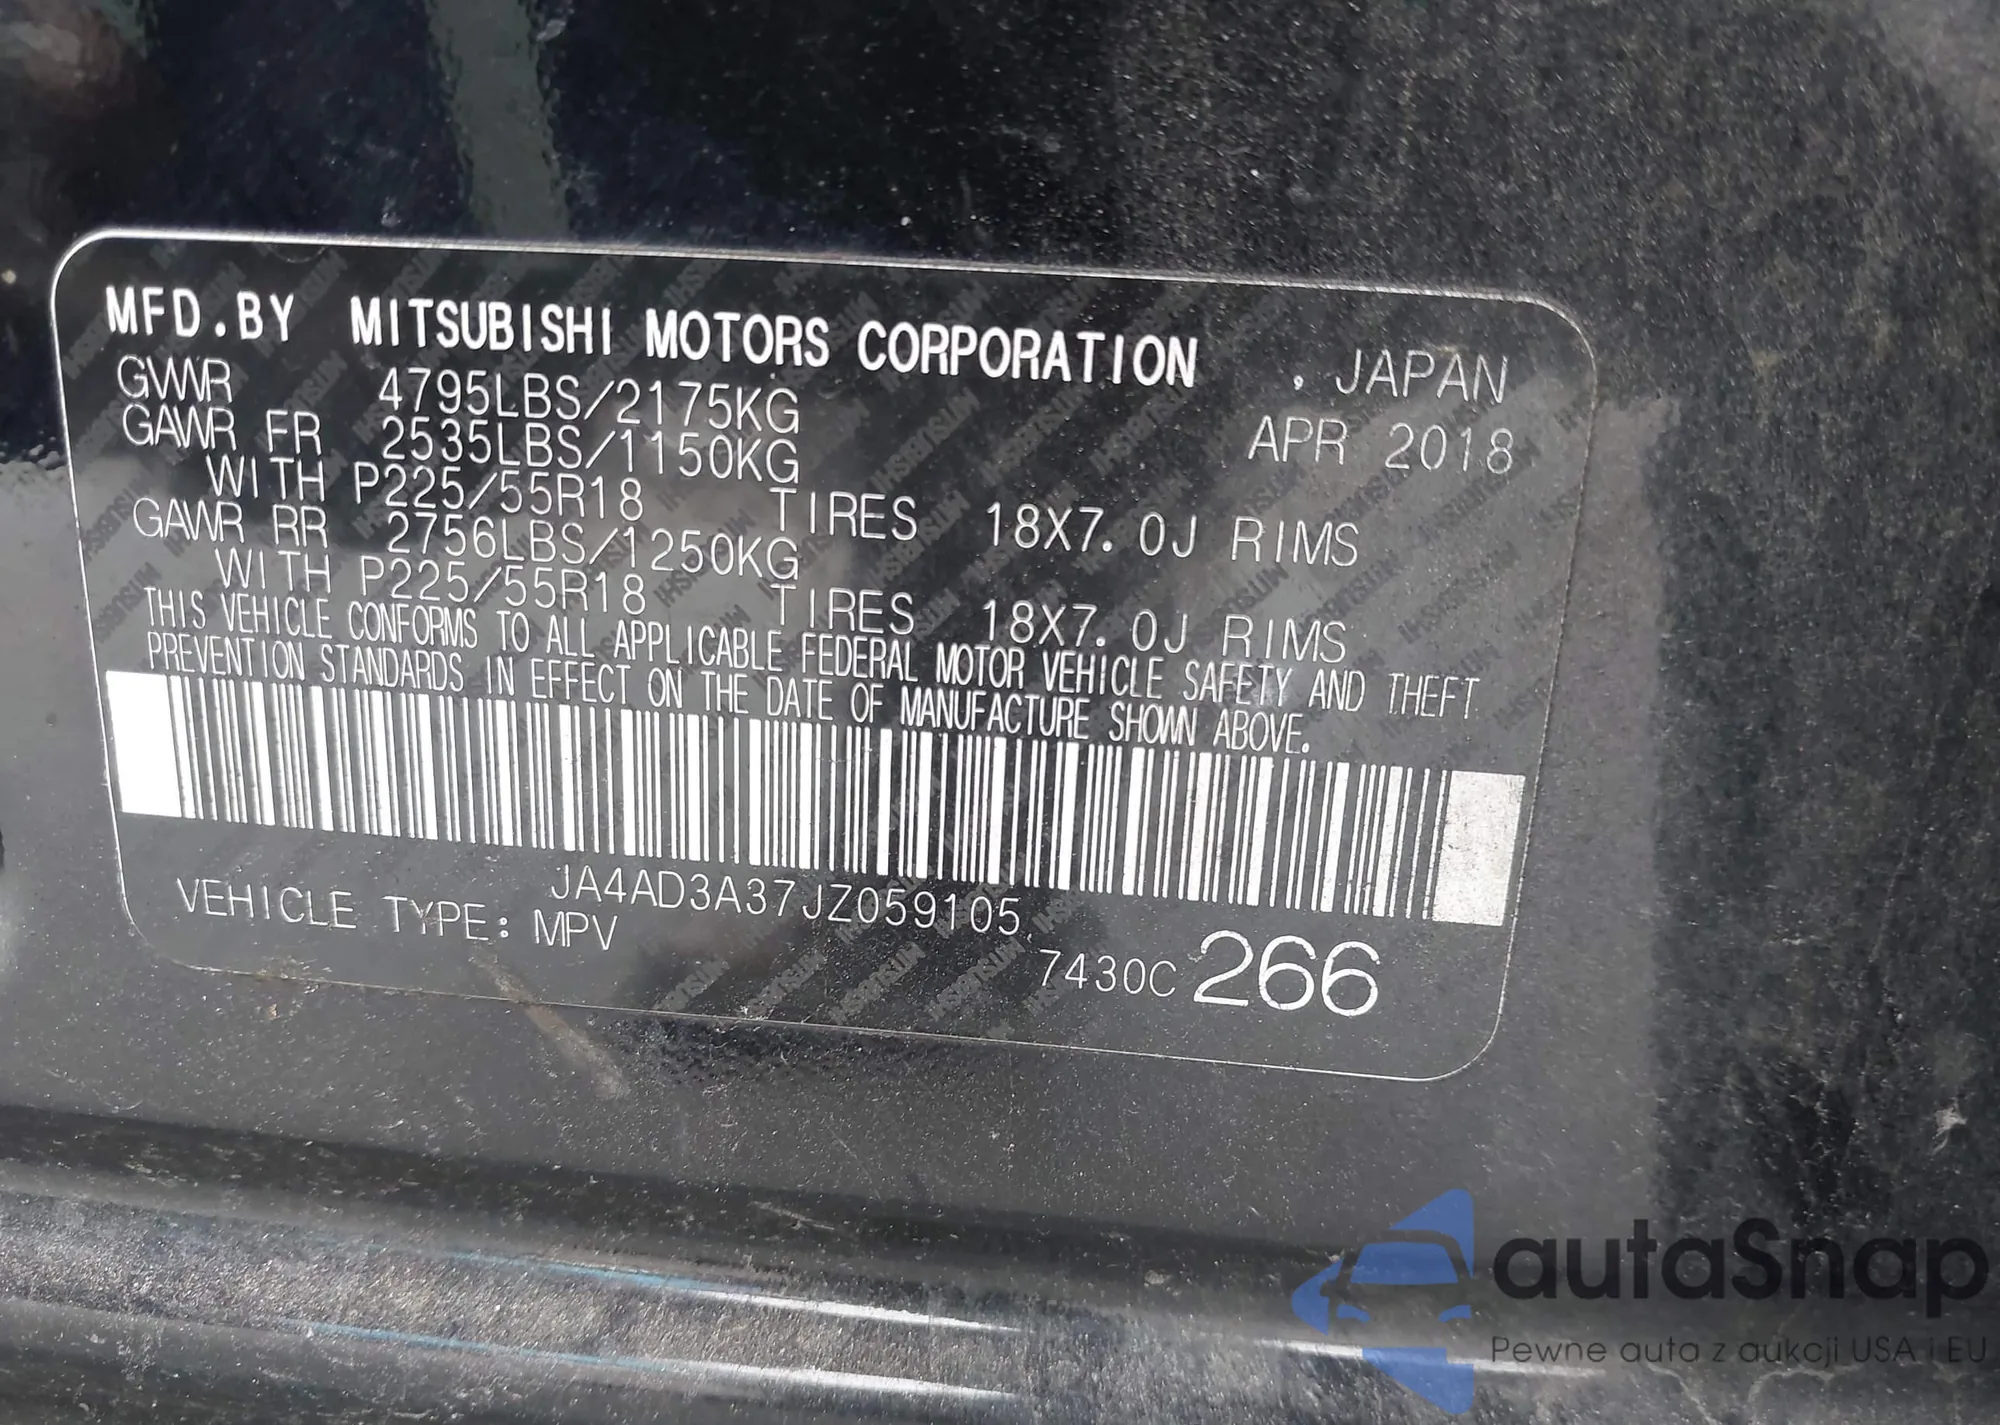 MFD.BY MITSUBISHI MOTORS CORPORATION , JAPAN
GVWR 4795LBS/2175KG APR 2018
GAWR FR 2535LBS/1150KG
WITH P225/55R18 TIRES 18X7.0J RIMS
GAWR RR 2756LBS/1250KG
WITH P225/55R18 TIRES 18X7.0J RIMS
THIS VEHICLE CONFORMS TO ALL APPLICABLE FEDERAL MOTOR VEHICLE SAFETY AND THEFT
PREVENTION STANDARDS IN EFFECT ON THE DATE OF MANUFACTURE SHOWN ABOVE.
JA4AD3A37JZ059105
VEHICLE TYPE: MPV
7430C 266
autaSnap
Pewne auta z aukcji USA i EU